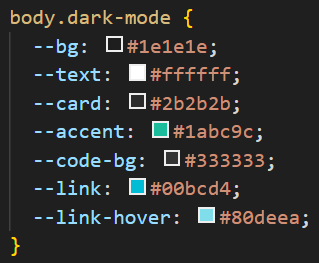 body.dark-mode {
--bg: #1e1e1e;
--text: #ffffff;
--card: #2b2b2b;
--accent: #1abc9c;
--code-bg: #333333;
--link: #00bcd4;
--link-hover: #80deea;
}